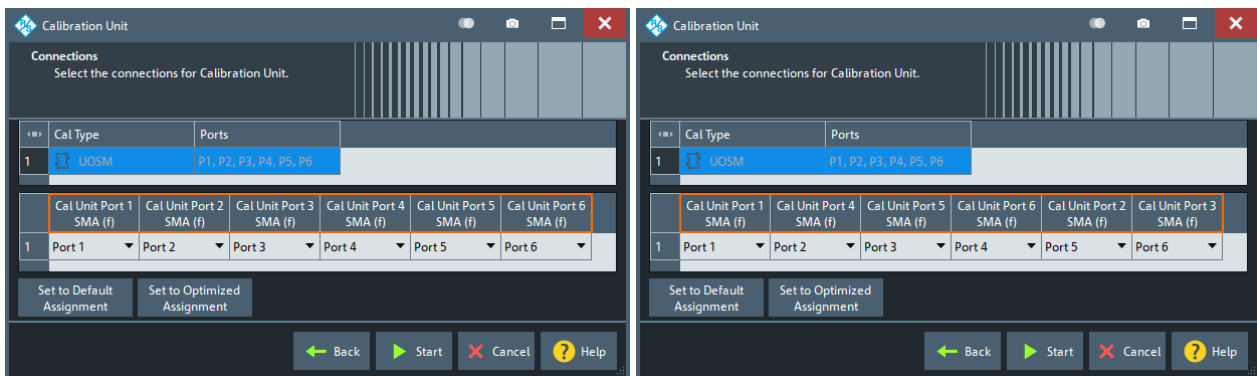 Calibration Unit
Connections
Select the connections for Calibration Unit.
Cal Type Ports
1 UOSM P1, P2, P3, P4, P5, P6
Cal Unit Port 1 Cal Unit Port 2 Cal Unit Port 3 Cal Unit Port 4 Cal Unit Port 5 Cal Unit Port 6
SMA (f) SMA (f) SMA (f) SMA (f) SMA (f) SMA (f)
1 Port 1 Port 2 Port 3 Port 4 Port 5 Port 6
Set to Default Set to Optimized
Assignment Assignment
Back Start Cancel ? Help
Calibration Unit
Connections
Select the connections for Calibration Unit.
Cal Type Ports
1 UOSM P1, P2, P3, P4, P5, P6
Cal Unit Port 1 Cal Unit Port 4 Cal Unit Port 5 Cal Unit Port 6 Cal Unit Port 2 Cal Unit Port 3
SMA (f) SMA (f) SMA (f) SMA (f) SMA (f) SMA (f)
1 Port 1 Port 2 Port 3 Port 4 Port 5 Port 6
Set to Default Set to Optimized
Assignment Assignment
Back Start Cancel ? Help